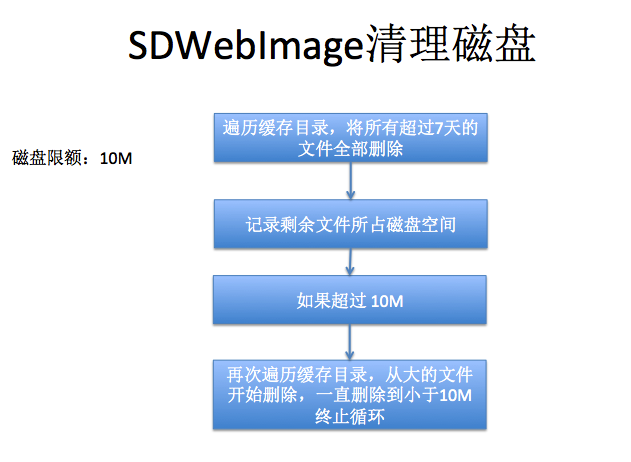 SDWebImage清理磁盘
磁盘限额：10M
遍历缓存目录，将所有超过7天的
文件全部删除
记录剩余文件所占磁盘空间
如果超过 10M
再次遍历缓存目录，从大的文件
开始删除，一直删除到小于10M
终止循环